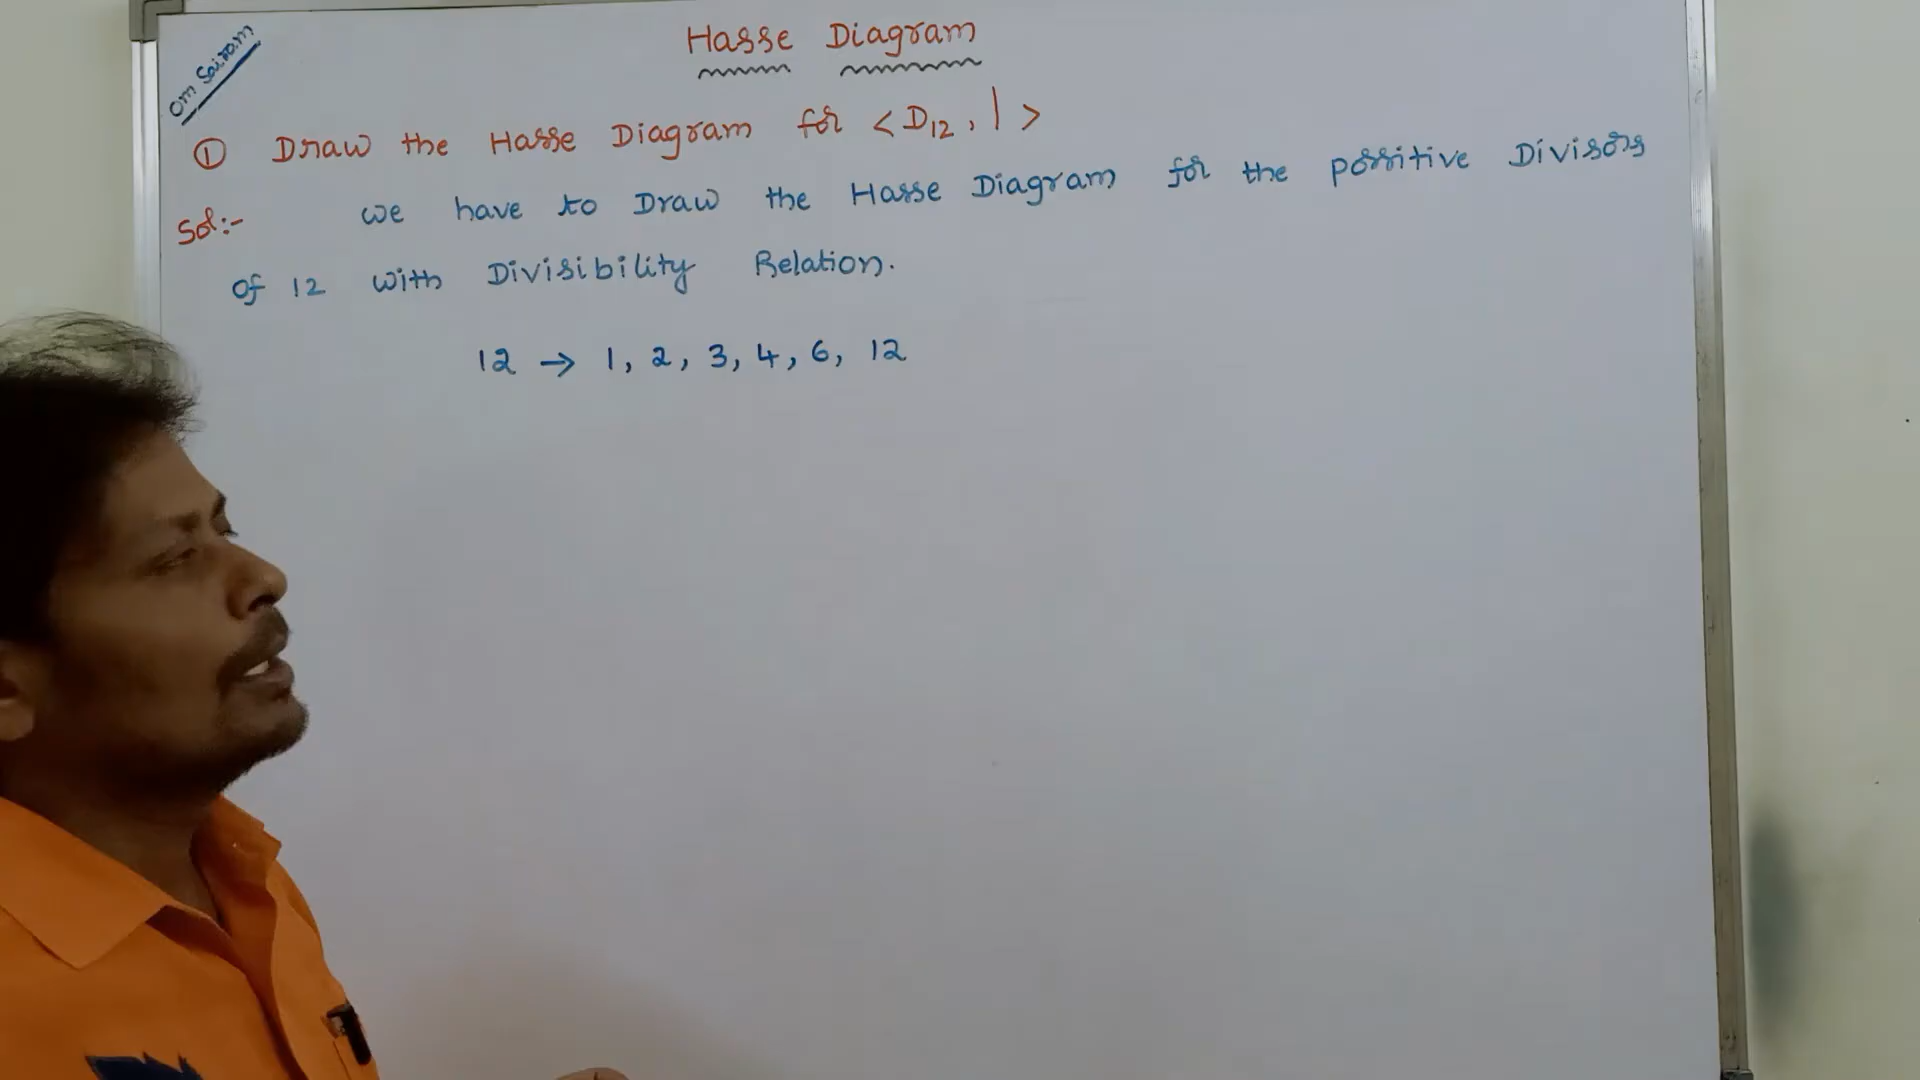 Om Sairam
Hasse Diagram
① Draw the Hasse Diagram for <D₁₂, |>
Sol:- we have to Draw the Hasse Diagram for the possitive Divisors
of 12 with Divisibility Relation.
12 → 1, 2, 3, 4, 6, 12